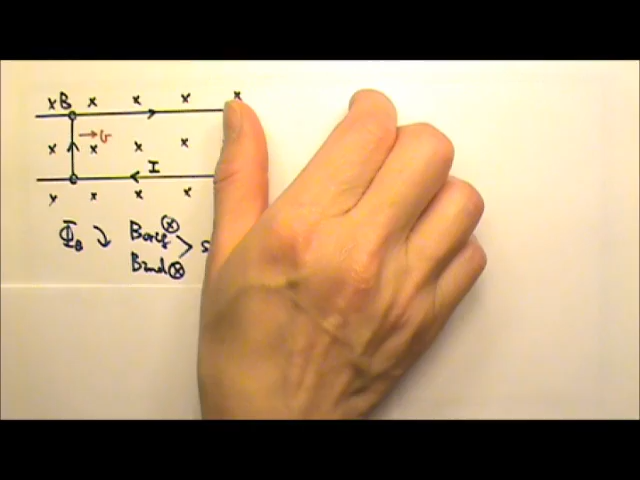 x B x x x x
x → v x x x
I
x x x x
Φ_B ↘ B_orig ⊗
B_ind ⊗ >